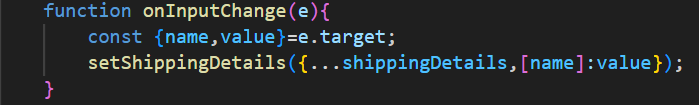 function onInputChange(e){
const {name,value}=e.target;
setShippingDetails({...shippingDetails,[name]:value});
}